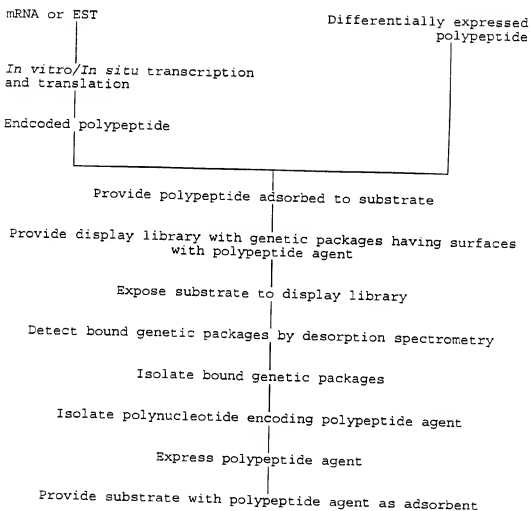 mRNA or EST
Differentially expressed
polypeptide
In vitro/In situ transcription
and translation
Endcoded polypeptide
Provide polypeptide adsorbed to substrate
Provide display library with genetic packages having surfaces
with polypeptide agent
Expose substrate to display library
Detect bound genetic packages by desorption spectrometry
Isolate bound genetic packages
Isolate polynucleotide encoding polypeptide agent
Express polypeptide agent
Provide substrate with polypeptide agent as adsorbent